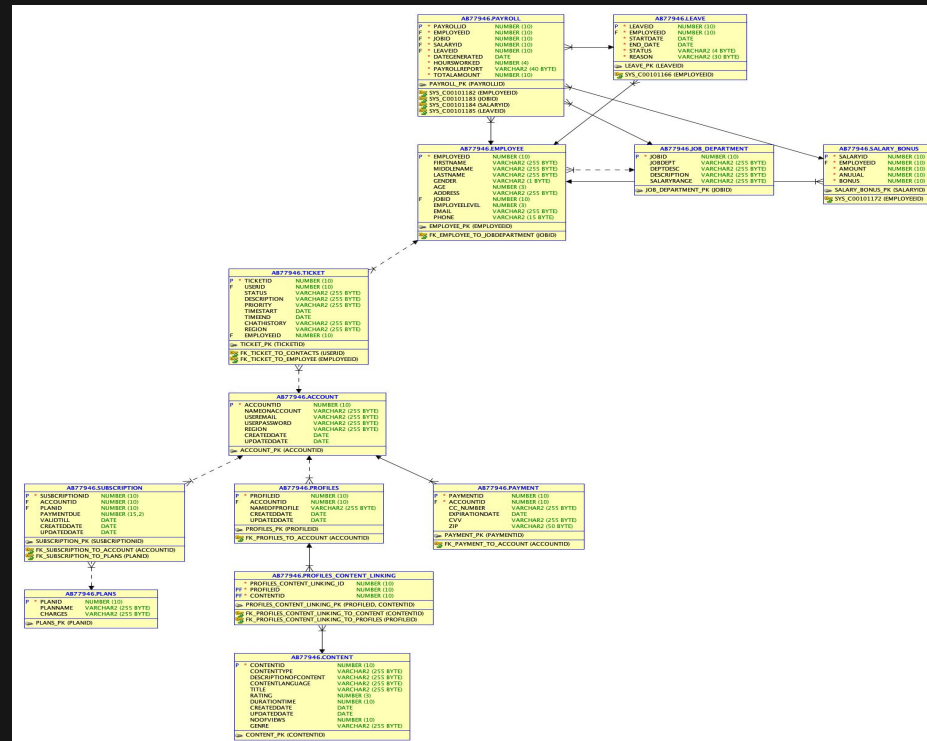 AB77946.PAYROLL
P * PAYROLLID NUMBER (10)
F * EMPLOYEEID NUMBER (10)
F * JOBID NUMBER (10)
F * SALARYID NUMBER (10)
F * LEAVEID NUMBER (10)
* DATEGENERATED DATE
* HOURSWORKED NUMBER (4)
* PAYROLLREPORT VARCHAR2 (40 BYTE)
* TOTALAMOUNT NUMBER (10)
PAYROLL_PK (PAYROLLID)
SYS_C00101182 (EMPLOYEEID)
SYS_C00101183 (JOBID)
SYS_C00101184 (SALARYID)
SYS_C00101185 (LEAVEID)
AB77946.LEAVE
P * LEAVEID NUMBER (10)
F * EMPLOYEEID NUMBER (10)
* STARTDATE DATE
* END_DATE DATE
* STATUS VARCHAR2 (4 BYTE)
* REASON VARCHAR2 (30 BYTE)
LEAVE_PK (LEAVEID)
SYS_C00101166 (EMPLOYEEID)
AB77946.EMPLOYEE
P * EMPLOYEEID NUMBER (10)
FIRSTNAME VARCHAR2 (255 BYTE)
MIDDLENAME VARCHAR2 (255 BYTE)
LASTNAME VARCHAR2 (255 BYTE)
GENDER VARCHAR2 (1 BYTE)
AGE NUMBER (3)
ADDRESS VARCHAR2 (255 BYTE)
F JOBID NUMBER (10)
EMPLOYEELEVEL NUMBER (3)
EMAIL VARCHAR2 (255 BYTE)
PHONE VARCHAR2 (15 BYTE)
EMPLOYEE_PK (EMPLOYEEID)
FK_EMPLOYEE_TO_JOBDEPARTMENT (JOBID)
AB77946.JOB_DEPARTMENT
P * JOBID NUMBER (10)
JOBDEPT VARCHAR2 (255 BYTE)
DEPTDESC VARCHAR2 (255 BYTE)
DESCRIPTION VARCHAR2 (255 BYTE)
SALARYRANGE VARCHAR2 (255 BYTE)
JOB_DEPARTMENT_PK (JOBID)
AB77946.SALARY_BONUS
P * SALARYID NUMBER (10)
F * EMPLOYEEID NUMBER (10)
* AMOUNT NUMBER (10)
* ANUUAL NUMBER (10)
* BONUS NUMBER (10)
SALARY_BONUS_PK (SALARYID)
SYS_C00101172 (EMPLOYEEID)
AB77946.TICKET
P * TICKETID NUMBER (10)
F USERID NUMBER (10)
STATUS VARCHAR2 (255 BYTE)
DESCRIPTION VARCHAR2 (255 BYTE)
PRIORITY VARCHAR2 (255 BYTE)
TIMESTART DATE
TIMEEND DATE
CHATHISTORY VARCHAR2 (255 BYTE)
REGION VARCHAR2 (255 BYTE)
F EMPLOYEEID NUMBER (10)
TICKET_PK (TICKETID)
FK_TICKET_TO_CONTACTS (USERID)
FK_TICKET_TO_EMPLOYEE (EMPLOYEEID)
AB77946.ACCOUNT
P * ACCOUNTID NUMBER (10)
NAMEONACCOUNT VARCHAR2 (255 BYTE)
USEREMAIL VARCHAR2 (255 BYTE)
USERPASSWORD VARCHAR2 (255 BYTE)
REGION VARCHAR2 (255 BYTE)
CREATEDDATE DATE
UPDATEDDATE DATE
ACCOUNT_PK (ACCOUNTID)
AB77946.SUBSCRIPTION
P * SUSBCRIPTIONID NUMBER (10)
F ACCOUNTID NUMBER (10)
F PLANID NUMBER (10)
PAYMENTDUE NUMBER (15,2)
VALIDTILL DATE
CREATEDDATE DATE
UPDATEDDATE DATE
SUBSCRIPTION_PK (SUSBCRIPTIONID)
FK_SUBSCRIPTION_TO_ACCOUNT (ACCOUNTID)
FK_SUBSCRIPTION_TO_PLANS (PLANID)
AB77946.PROFILES
P * PROFILEID NUMBER (10)
F ACCOUNTID NUMBER (10)
NAMEOFPROFILE VARCHAR2 (255 BYTE)
CREATEDDATE DATE
UPDATEDDATE DATE
PROFILES_PK (PROFILEID)
FK_PROFILES_TO_ACCOUNT (ACCOUNTID
AB77946.PAYMENT
P * PAYMENTID NUMBER (10)
F * ACCOUNTID NUMBER (10)
CC_NUMBER VARCHAR2 (255 BYTE)
EXPIRATIONDATE DATE
CVV VARCHAR2 (255 BYTE)
ZIP VARCHAR2 (50 BYTE)
PAYMENT_PK (PAYMENTID)
FK_PAYMENT_TO_ACCOUNT (ACCOUNTID)
AB77946.PLANS
P * PLANID NUMBER (10)
PLANNAME VARCHAR2 (255 BYTE)
CHARGES VARCHAR2 (255 BYTE)
PLANS_PK (PLANID)
AB77946.PROFILES_CONTENT_LINKING
* PROFILES_CONTENT_LINKING_ID NUMBER (10)
PF * PROFILEID NUMBER (10)
PF * CONTENTID NUMBER (10)
PROFILES_CONTENT_LINKING_PK (PROFILEID, CONTENTID)
FK_PROFILES_CONTENT_LINKING_TO_CONTENT (CONTENTID)
FK_PROFILES_CONTENT_LINKING_TO_PROFILES (PROFILEID)
AB77946.CONTENT
P * CONTENTID NUMBER (10)
CONTENTTYPE VARCHAR2 (255 BYTE)
DESCRIPTIONOFCONTENT VARCHAR2 (255 BYTE)
CONTENTLANGUAGE VARCHAR2 (255 BYTE)
TITLE VARCHAR2 (255 BYTE)
RATING NUMBER (3)
DURATIONTIME NUMBER (10)
CREATEDDATE DATE
UPDATEDDATE DATE
NOOFVIEWS NUMBER (10)
GENRE VARCHAR2 (255 BYTE)
CONTENT_PK (CONTENTID)